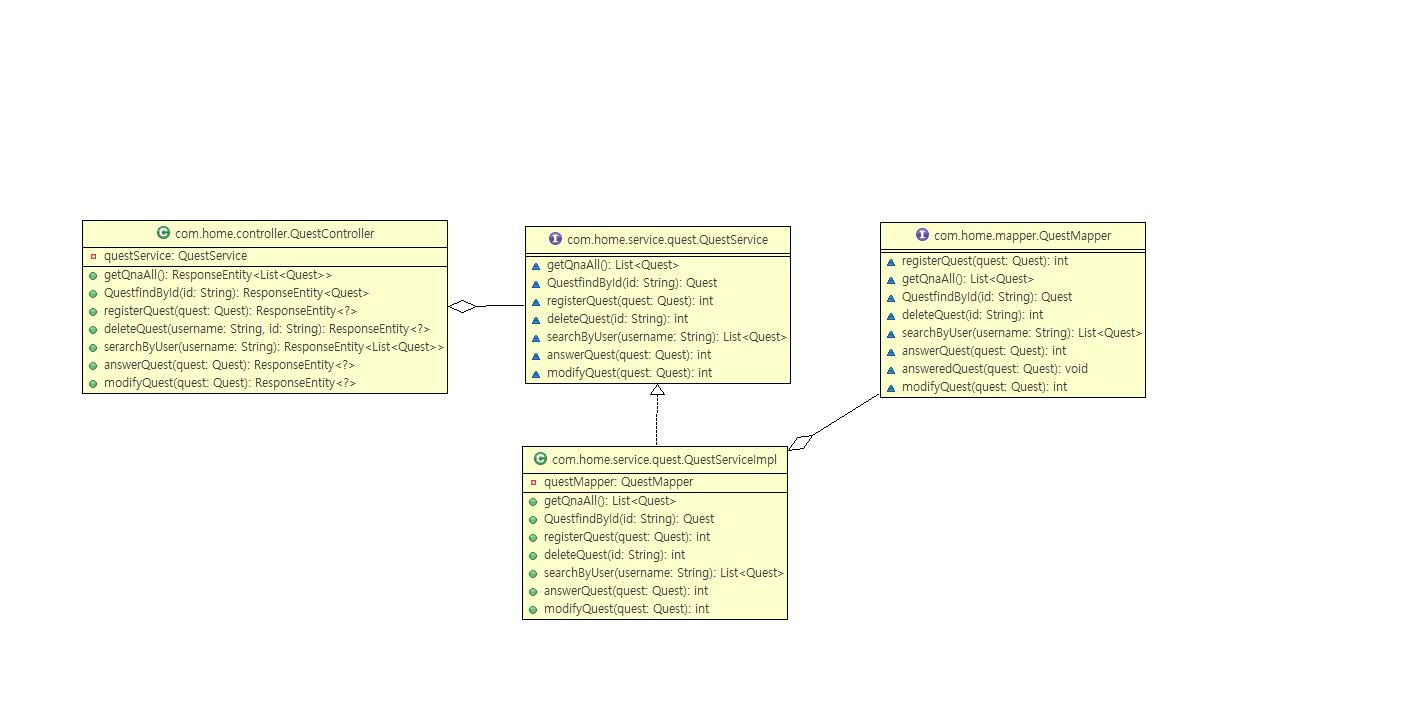 com.home.controller.QuestController
questService: QuestService
getQnaAll(): ResponseEntity<List<Quest>>
QuestfindById(id: String): ResponseEntity<Quest>
registerQuest(quest: Quest): ResponseEntity<?>
deleteQuest(username: String, id: String): ResponseEntity<?>
serarchByUser(username: String): ResponseEntity<List<Quest>>
answerQuest(quest: Quest): ResponseEntity<?>
modifyQuest(quest: Quest): ResponseEntity<?>
com.home.service.quest.QuestService
getQnaAll(): List<Quest>
QuestfindById(id: String): Quest
registerQuest(quest: Quest): int
deleteQuest(id: String): int
searchByUser(username: String): List<Quest>
answerQuest(quest: Quest): int
modifyQuest(quest: Quest): int
com.home.mapper.QuestMapper
registerQuest(quest: Quest): int
getQnaAll(): List<Quest>
QuestfindById(id: String): Quest
deleteQuest(id: String): int
searchByUser(username: String): List<Quest>
answerQuest(quest: Quest): int
answeredQuest(quest: Quest): void
modifyQuest(quest: Quest): int
com.home.service.quest.QuestServiceImpl
questMapper: QuestMapper
getQnaAll(): List<Quest>
QuestfindById(id: String): Quest
registerQuest(quest: Quest): int
deleteQuest(id: String): int
searchByUser(username: String): List<Quest>
answerQuest(quest: Quest): int
modifyQuest(quest: Quest): int